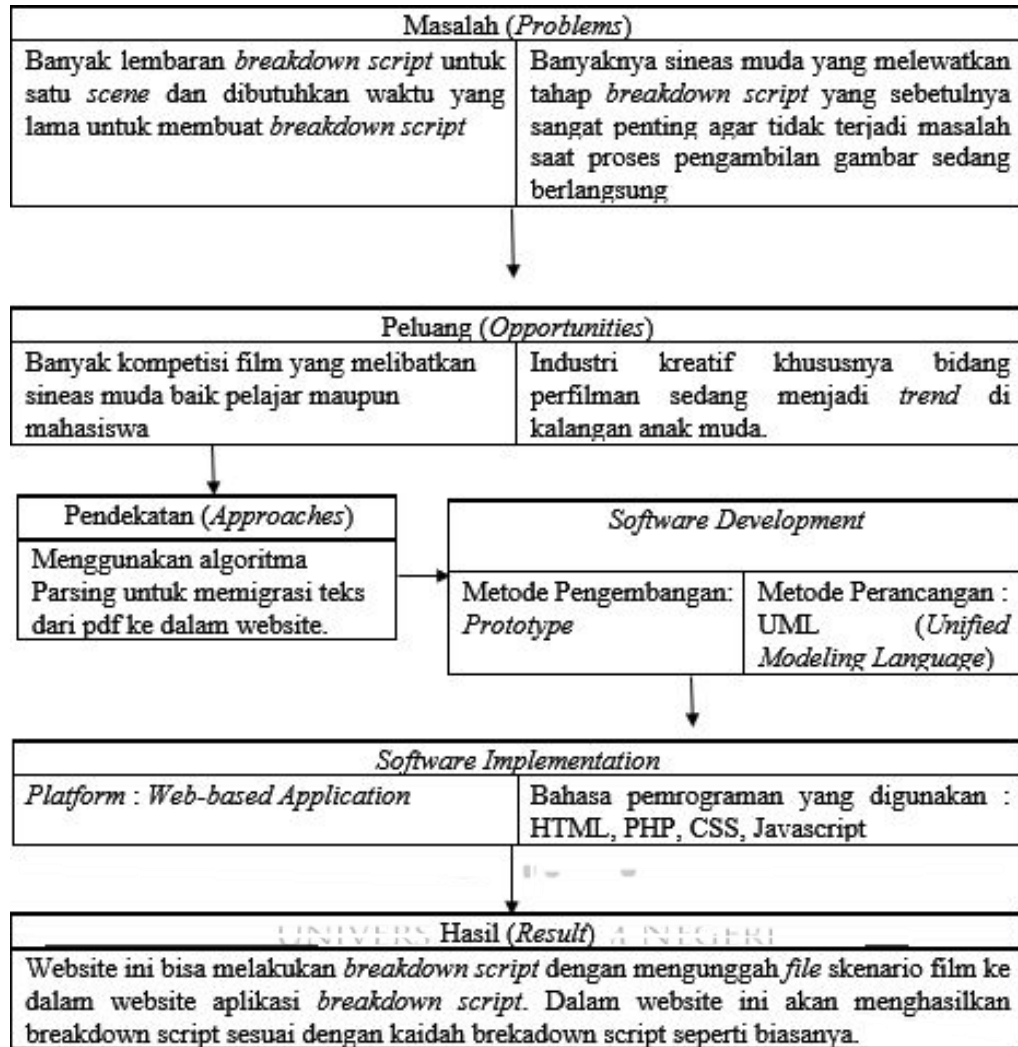 Masalah (Problems)
Banyak lembaran breakdown script untuk
satu scene dan dibutuhkan waktu yang
lama untuk membuat breakdown script
Banyaknya sineas muda yang melewatkan
tahap breakdown script yang sebetulnya
sangat penting agar tidak terjadi masalah
saat proses pengambilan gambar sedang
berlangsung
Peluang (Opportunities)
Banyak kompetisi film yang melibatkan
sineas muda baik pelajar maupun
mahasiswa
Industri kreatif khususnya bidang
perfilman sedang menjadi trend di
kalangan anak muda.
Pendekatan (Approaches)
Menggunakan algoritma
Parsing untuk memigrasi teks
dari pdf ke dalam website.
Software Development
Metode Pengembangan:
Prototype
Metode Perancangan :
UML (Unified
Modeling Language)
Software Implementation
Platform : Web-based Application
Bahasa pemrograman yang digunakan :
HTML, PHP, CSS, Javascript
Hasil (Result)
Website ini bisa melakukan breakdown script dengan mengunggah file skenario film ke
dalam website aplikasi breakdown script. Dalam website ini akan menghasilkan
breakdown script sesuai dengan kaidah brekadown script seperti biasanya.